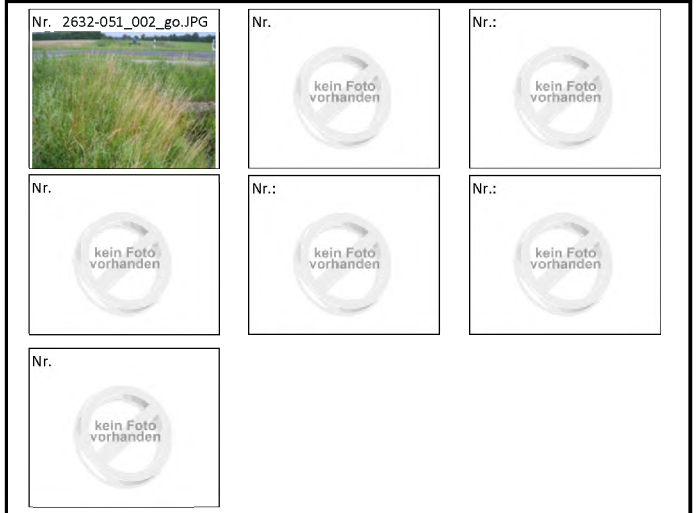 Nr. 2632-051_002_go.JPG
Nr.
kein Foto
vorhanden
Nr.:
kein Foto
vorhanden
Nr.
kein Foto
vorhanden
Nr.:
kein Foto
vorhanden
Nr.:
kein Foto
vorhanden
Nr.
kein Foto
vorhanden